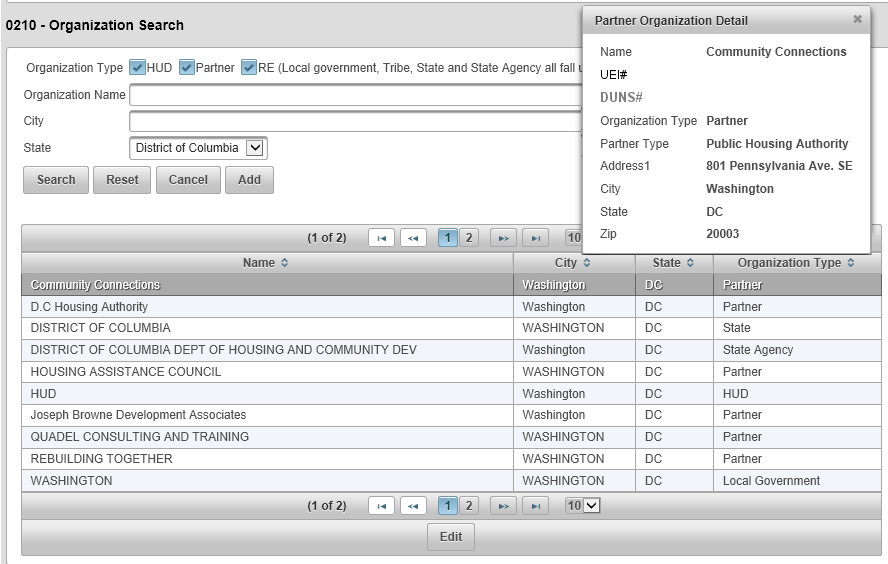 0210 - Organization Search
Organization Type HUD Partner RE (Local government, Tribe, State and State Agency all fall
Organization Name
City
State District of Columbia
Search Reset Cancel Add
Partner Organization Detail
Name Community Connections
UEI#
DUNS#
Organization Type Partner
Partner Type Public Housing Authority
Address1 801 Pennsylvania Ave. SE
City Washington
State DC
Zip 20003
(1 of 2) 1 2 10
Name City State Organization Type
Community Connections Washington DC Partner
D.C Housing Authority Washington DC Partner
DISTRICT OF COLUMBIA WASHINGTON DC State
DISTRICT OF COLUMBIA DEPT OF HOUSING AND COMMUNITY DEV Washington DC State Agency
HOUSING ASSISTANCE COUNCIL WASHINGTON DC Partner
HUD Washington DC HUD
Joseph Browne Development Associates Washington DC Partner
QUADEL CONSULTING AND TRAINING WASHINGTON DC Partner
REBUILDING TOGETHER WASHINGTON DC Partner
WASHINGTON WASHINGTON DC Local Government
(1 of 2) 1 2 10
Edit